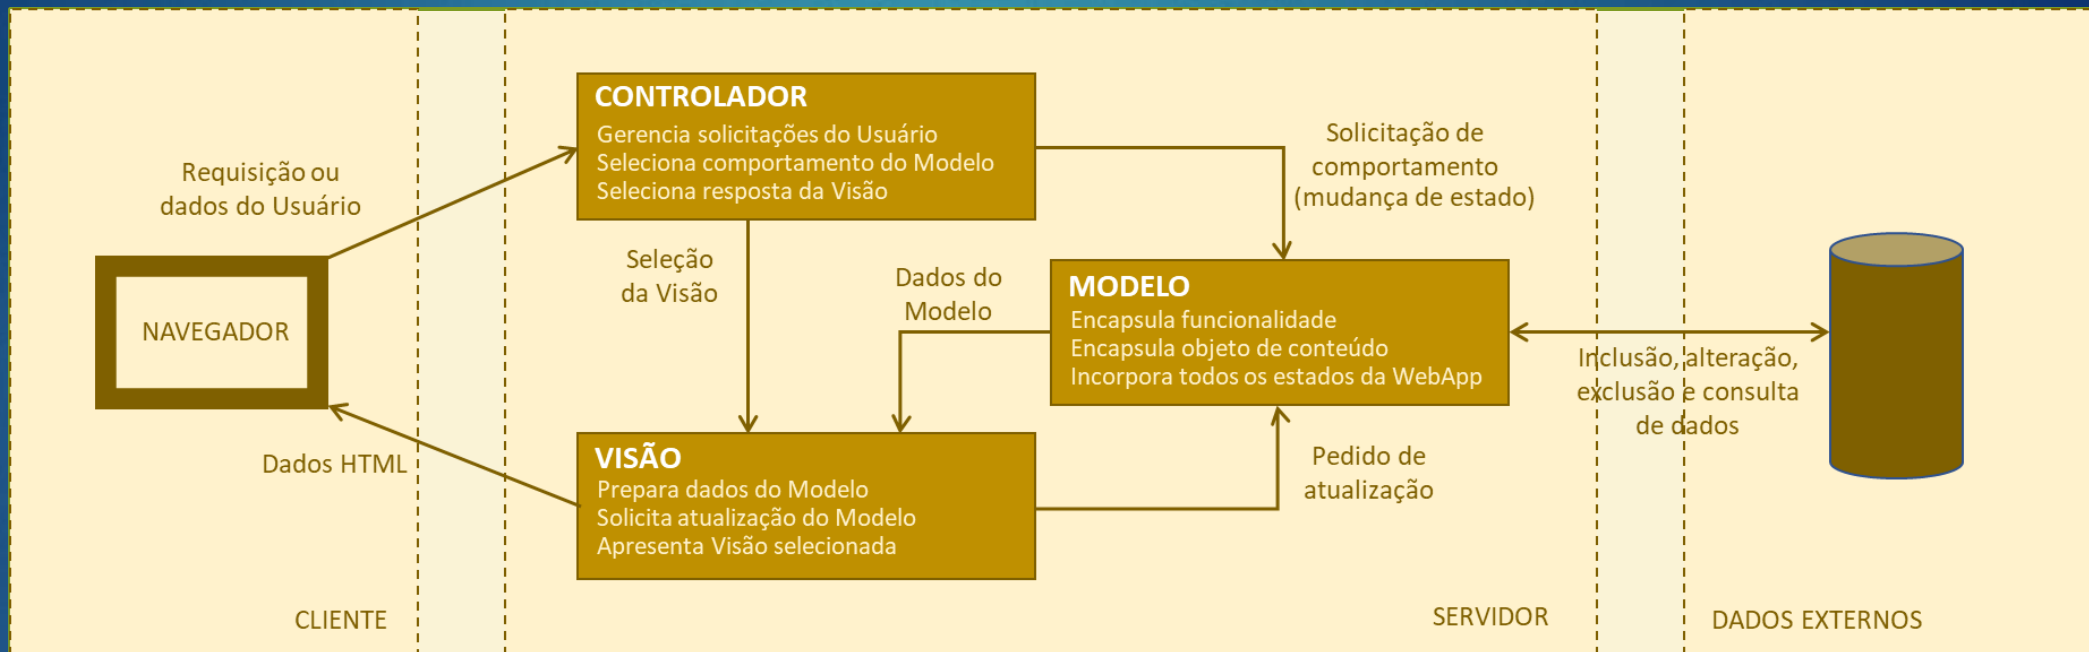 CONTROLADOR
Gerencia solicitações do Usuário
Seleciona comportamento do Modelo
Seleciona resposta da Visão
Requisição ou
dados do Usuário
Solicitação de
comportamento
(mudança de estado)
Seleção
da Visão
Dados do
Modelo
MODELO
Encapsula funcionalidade
Encapsula objeto de conteúdo
Incorpora todos os estados da WebApp
NAVEGADOR
Inclusão, alteração,
exclusão e consulta
de dados
Dados HTML
VISÃO
Prepara dados do Modelo
Solicita atualização do Modelo
Apresenta Visão selecionada
Pedido de
atualização
CLIENTE
SERVIDOR
DADOS EXTERNOS